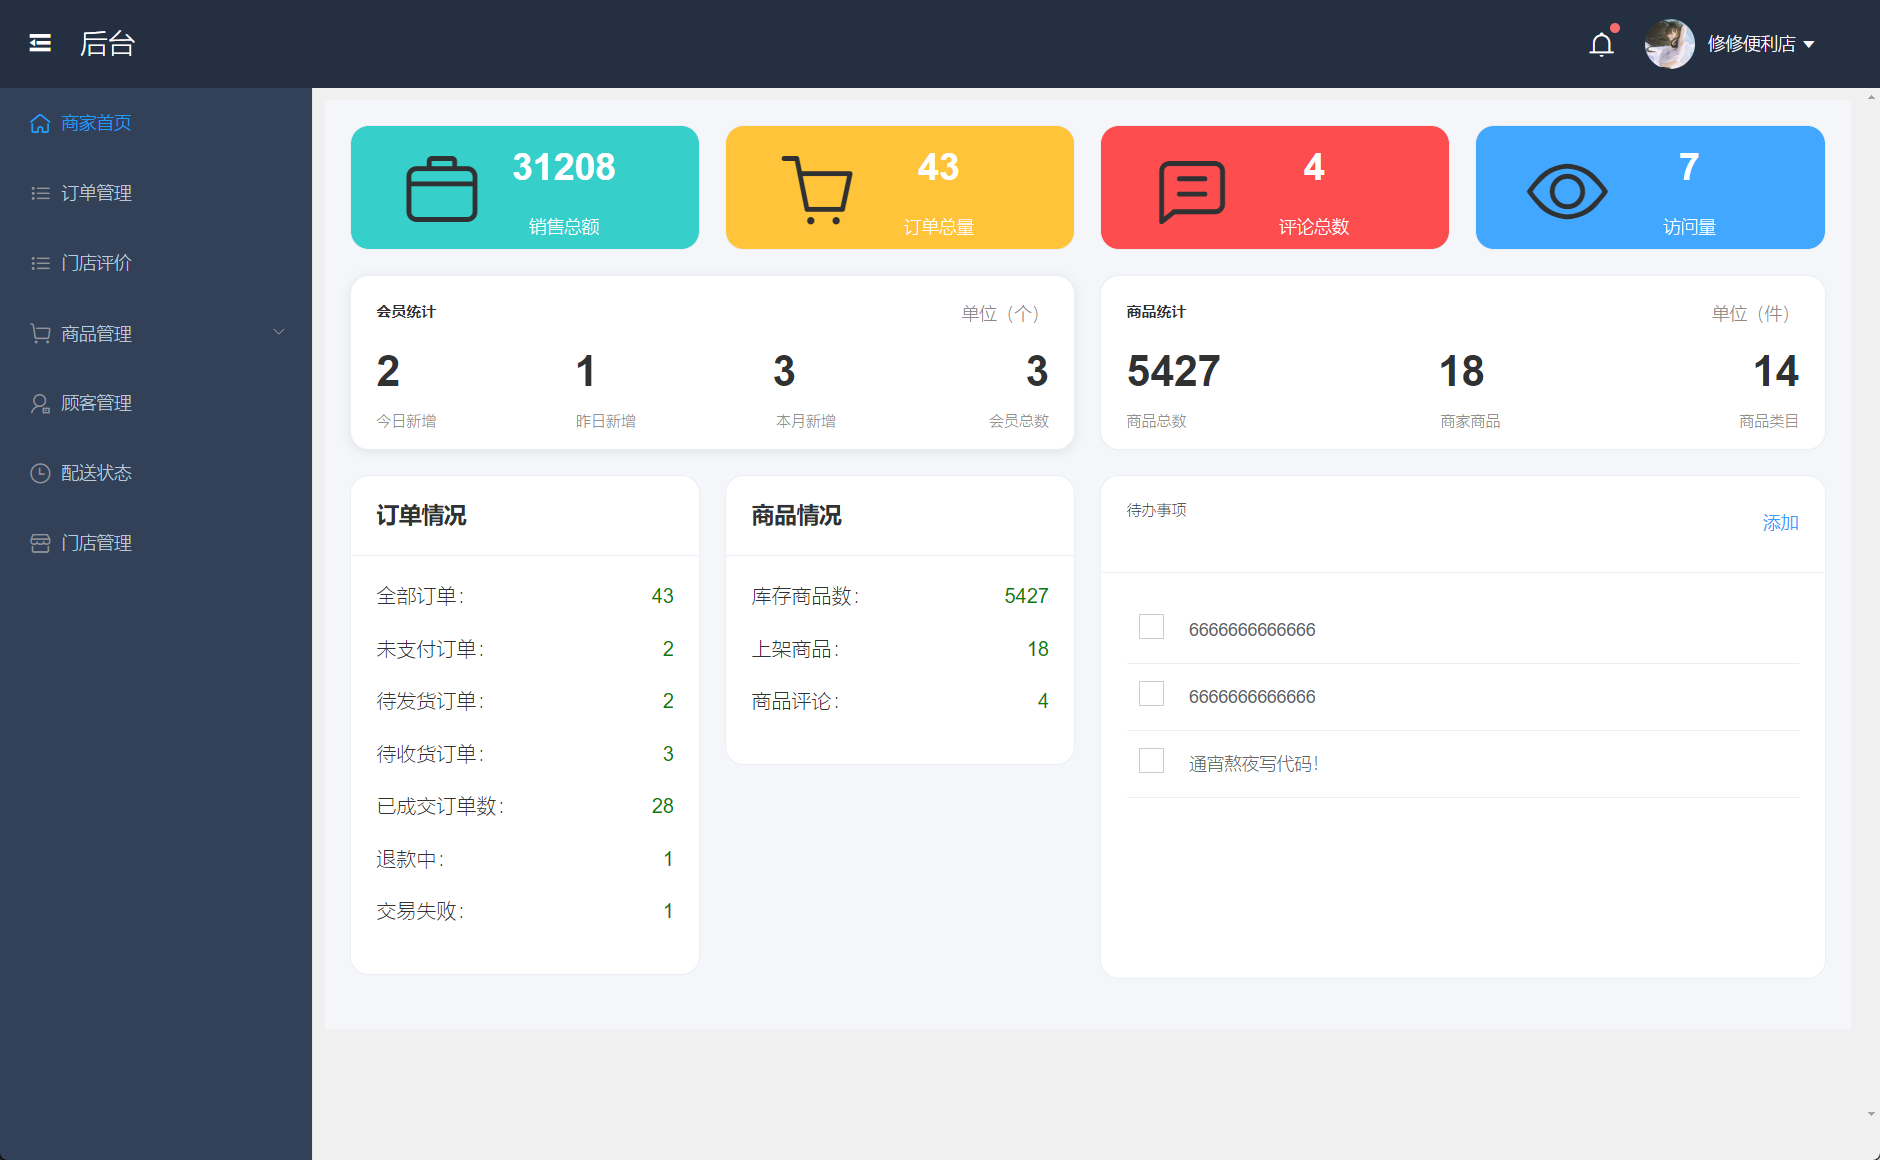 后台
修修便利店
商家首页
订单管理
门店评价
商品管理
顾客管理
配送状态
门店管理
31208
销售总额
43
订单总量
4
评论总数
7
访问量
会员统计
单位（个）
2
今日新增
1
昨日新增
3
本月新增
3
会员总数
商品统计
单位（件）
5427
商品总数
18
商家商品
14
商品类目
订单情况
全部订单: 43
未支付订单: 2
待发货订单: 2
待收货订单: 3
已成交订单数: 28
退款中: 1
交易失败: 1
商品情况
库存商品数: 5427
上架商品: 18
商品评论: 4
待办事项
添加
6666666666666
6666666666666
通宵熬夜写代码!